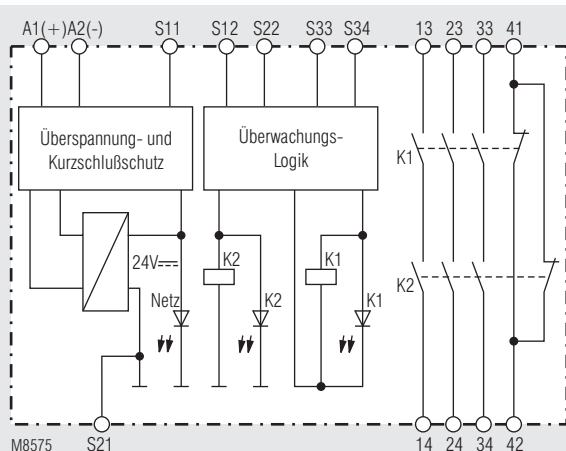 A1(+) A2(-) S11 S12 S22 S33 S34 13 23 33 41
Überspannung- und
Kurzschlußschutz
Überwachungs-
Logik
K1
24V
K2
K1
K2
Netz
K2
K1
M8575 S21 14 24 34 42